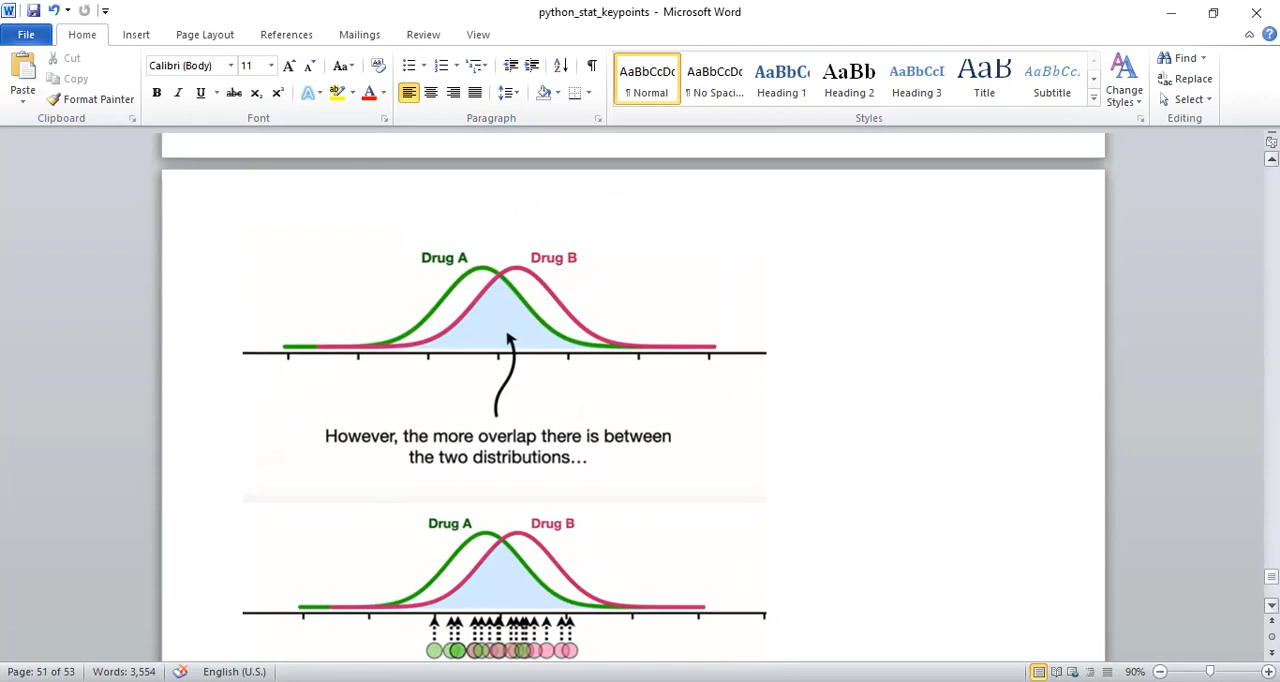 python_stat_keypoints - Microsoft Word
File Home Insert Page Layout References Mailings Review View
Paste
Cut
Copy
Format Painter
Clipboard
Calibri (Body) 11
Font
Paragraph
AaBbCcDc AaBbCcDc AaBbC AaBb AaBbCcI AaB AaBbCc.
¶ Normal ¶ No Spaci... Heading 1 Heading 2 Heading 3 Title Subtitle
Change
Styles
Styles
Find
Replace
Select
Editing
Drug A Drug B
However, the more overlap there is between
the two distributions…
Drug A Drug B
Page: 51 of 53 Words: 3,554 English (U.S.) 90%